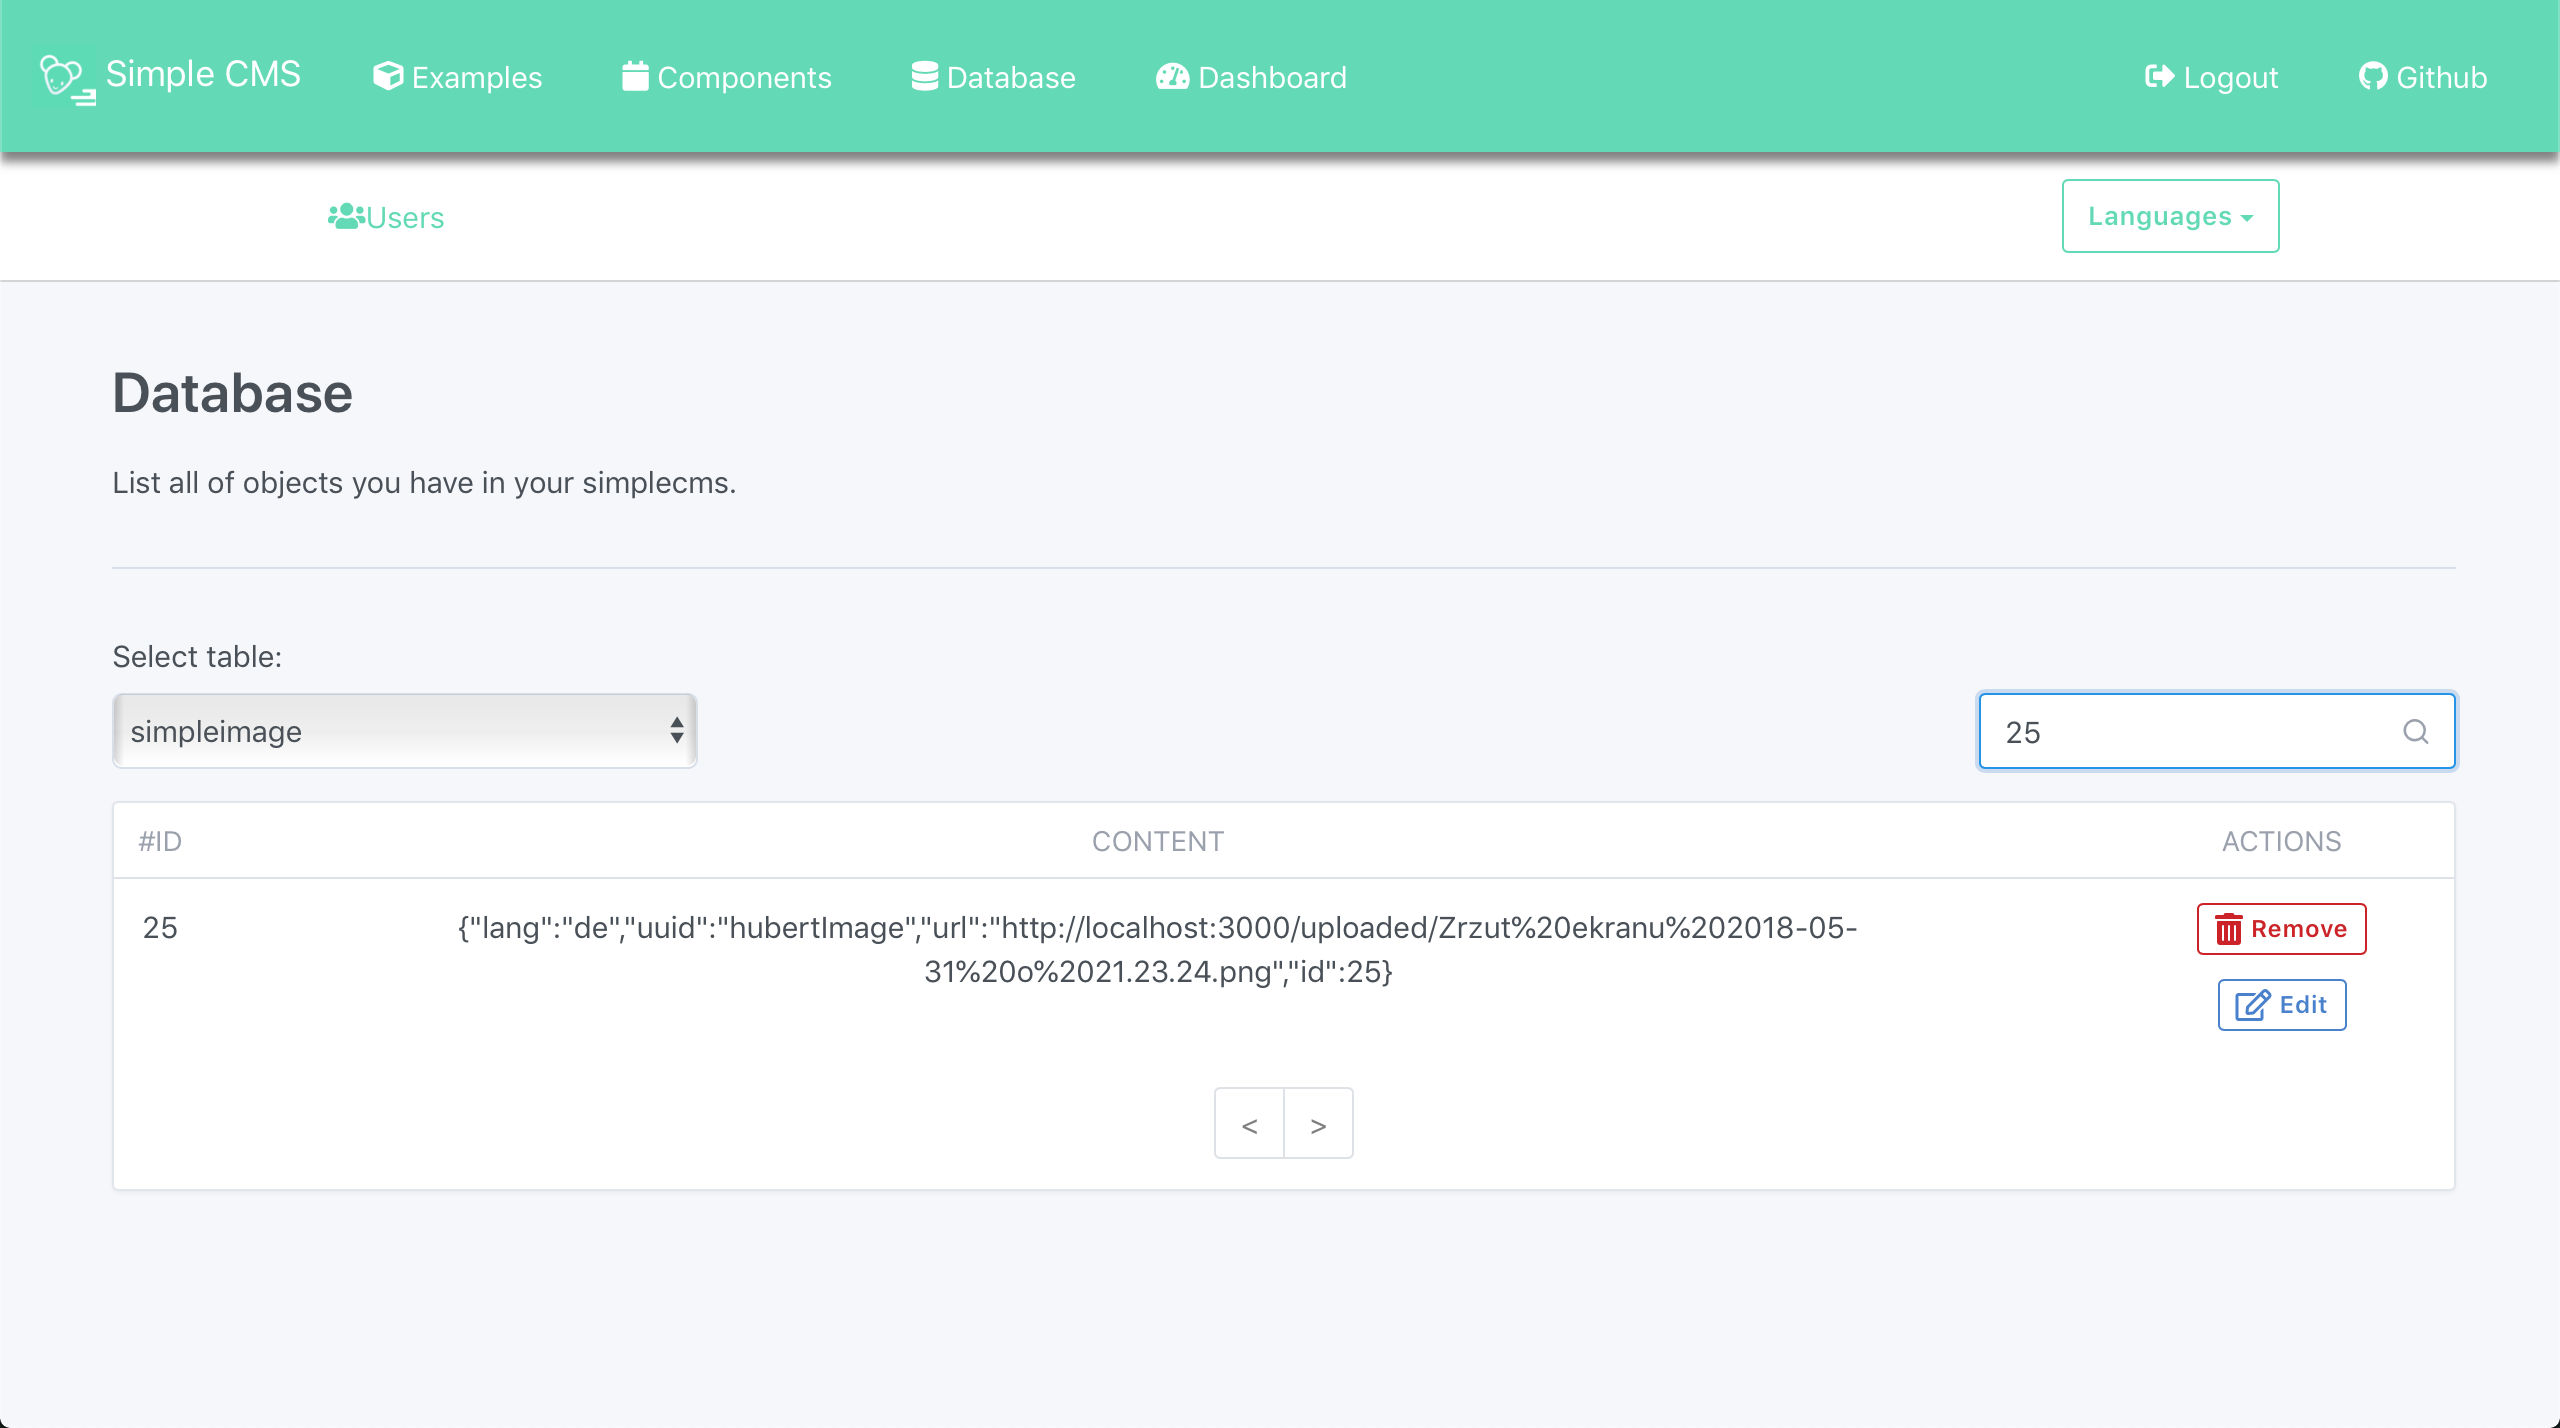 Simple CMS
Examples
Components
Database
Dashboard
Logout
Github
Users
Languages
Database
List all of objects you have in your simplecms.
Select table:
simpleimage
25
#ID
CONTENT
ACTIONS
25
{"lang":"de","uuid":"hubertImage","url":"http://localhost:3000/uploaded/Zrzut%20ekranu%202018-05-
31%20o%2021.23.24.png","id":25}
Remove
Edit
<
>